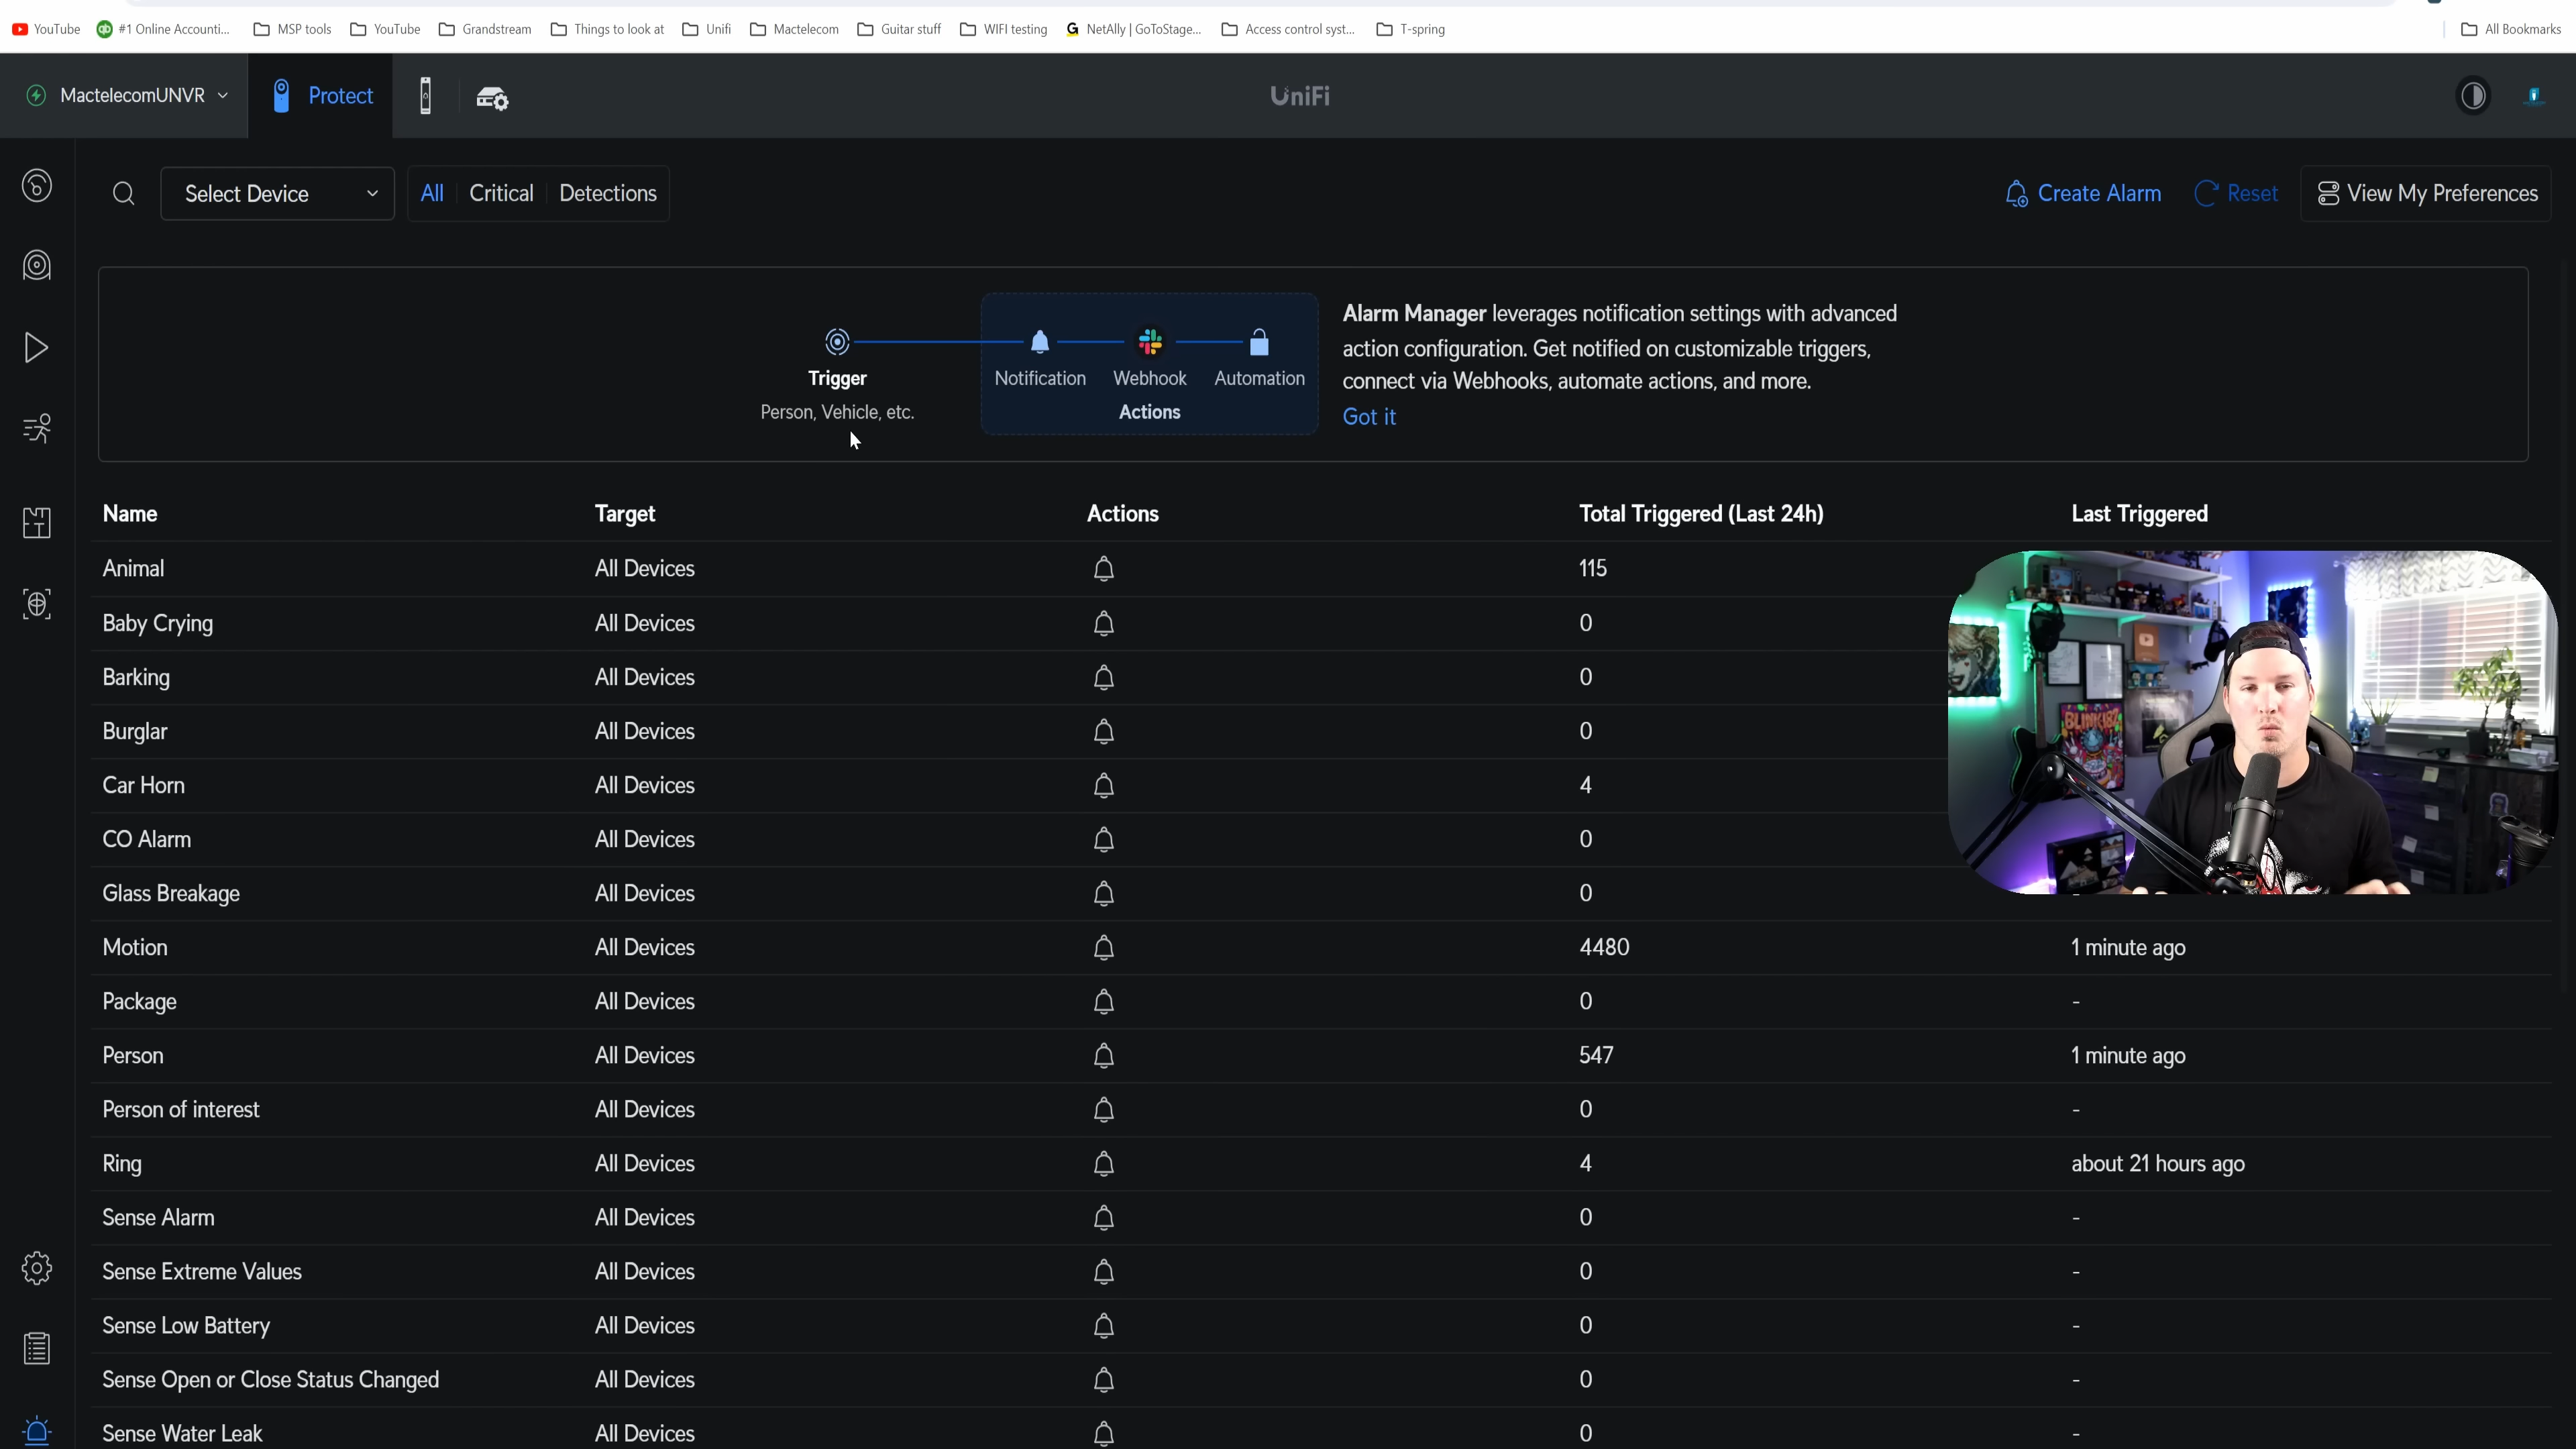 YouTube #1 Online Accounti... MSP tools YouTube Grandstream Things to look at Unifi Mactelecom Guitar stuff WIFI testing NetAlly | GoToStage... Access control syst... T-spring All Bookmarks
MactelecomUNVR Protect UniFi
Select Device All Critical Detections Create Alarm Reset View My Preferences
Trigger
Person, Vehicle, etc.
Notification Webhook Automation
Actions
Alarm Manager leverages notification settings with advanced
action configuration. Get notified on customizable triggers,
connect via Webhooks, automate actions, and more.
Got it
Name Target Actions Total Triggered (Last 24h) Last Triggered
Animal All Devices 115
Baby Crying All Devices 0
Barking All Devices 0
Burglar All Devices 0
Car Horn All Devices 4
CO Alarm All Devices 0
Glass Breakage All Devices 0 -
Motion All Devices 4480 1 minute ago
Package All Devices 0 -
Person All Devices 547 1 minute ago
Person of interest All Devices 0 -
Ring All Devices 4 about 21 hours ago
Sense Alarm All Devices 0 -
Sense Extreme Values All Devices 0 -
Sense Low Battery All Devices 0 -
Sense Open or Close Status Changed All Devices 0 -
Sense Water Leak All Devices 0 -
BLINK182